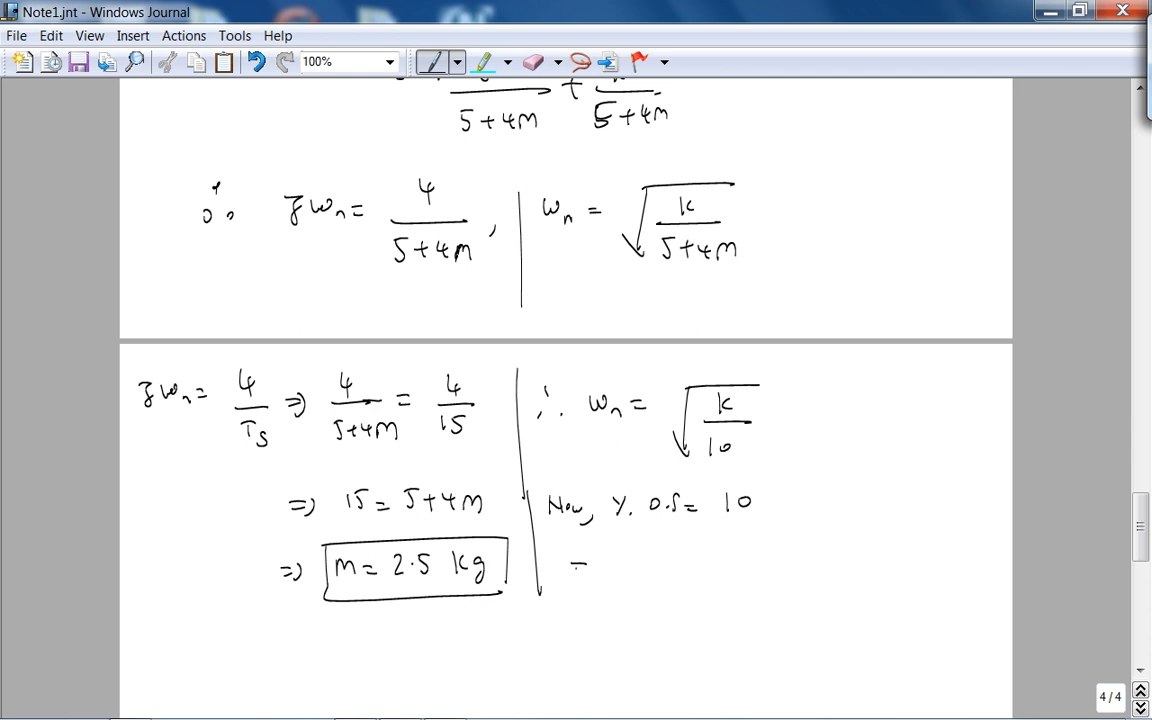 Note1.jnt - Windows Journal
File Edit View Insert Actions Tools Help
100%
5+4M + 5+4M
∴ ζωn = 4/(5+4M), | ωn = √(k/(5+4M))
ζωn = 4/Ts ⇒ 4/(5+4M) = 4/15 | ∴ ωn = √(k/10)
⇒ 15 = 5+4M | Now, %. O.S = 10
⇒ M = 2.5 kg
4/4